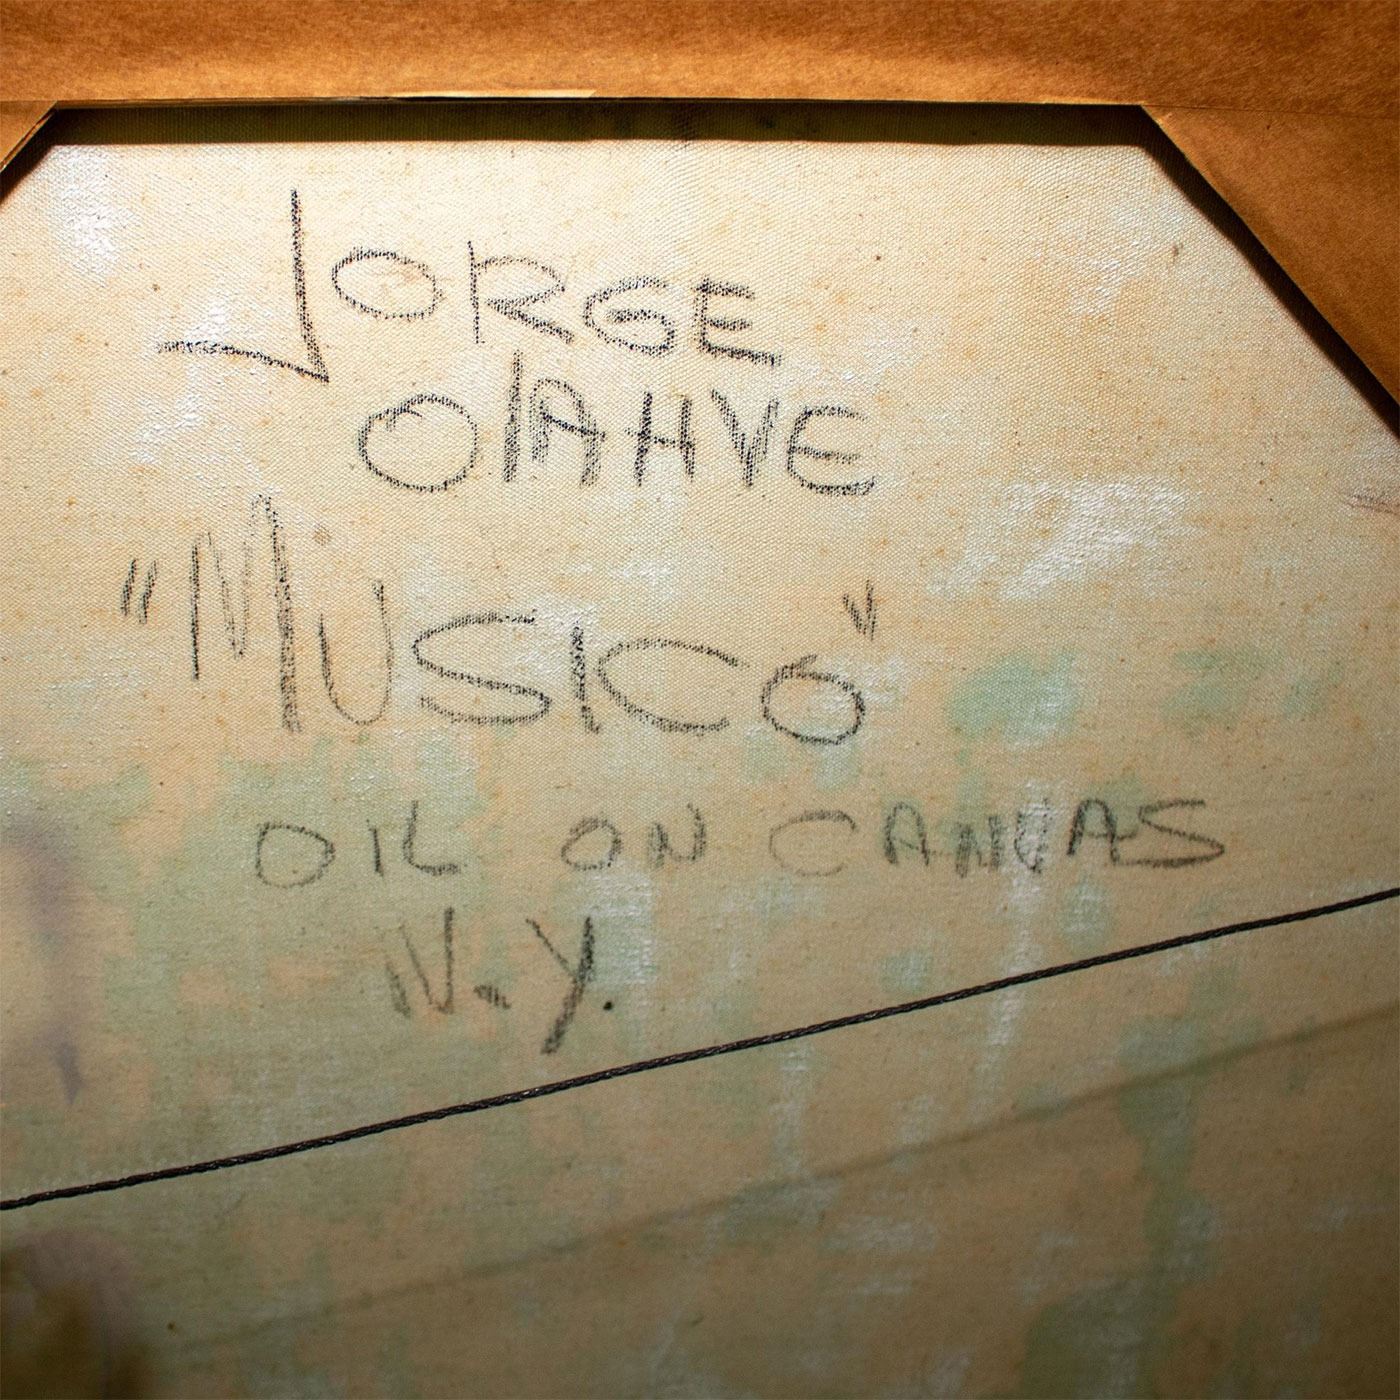 JORGE
OlAHVE
"MUSICO"
OIL ON CANVAS
N.Y.